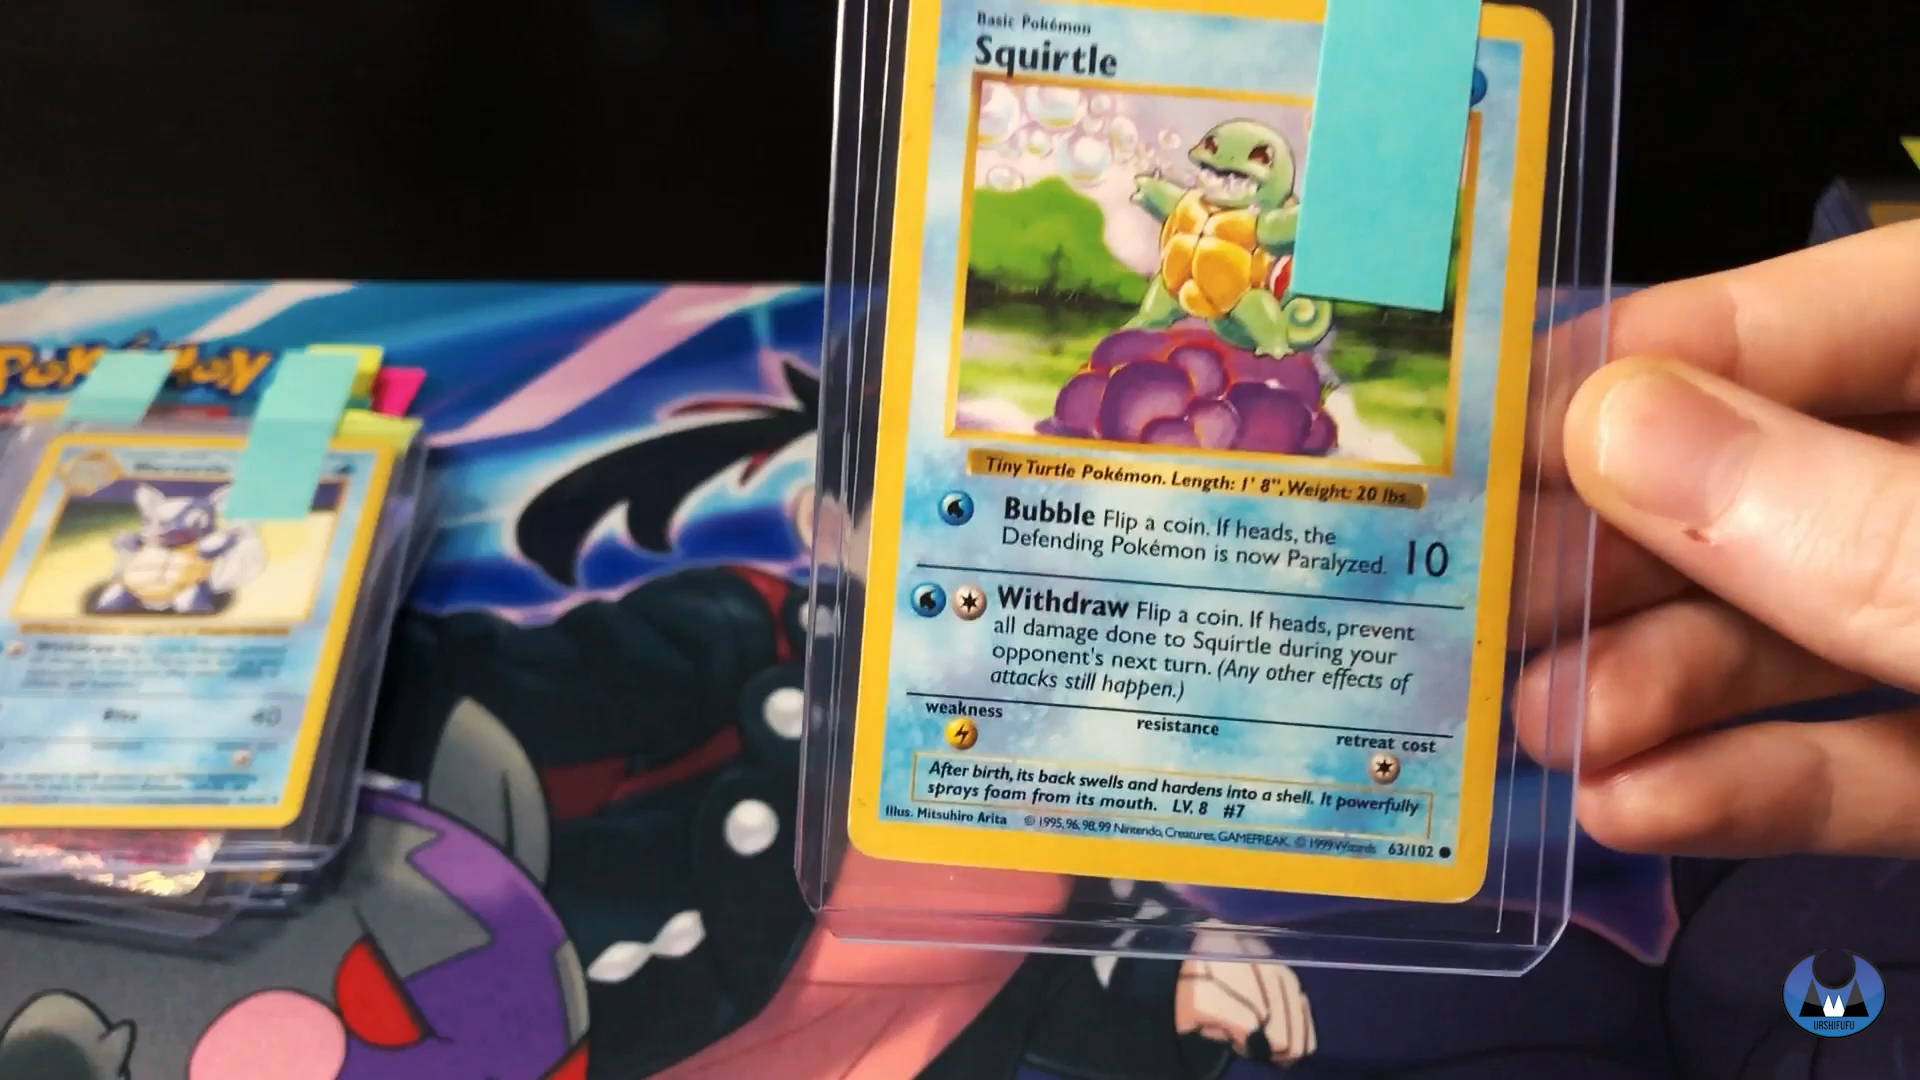 Basic Pokémon
Squirtle
Tiny Turtle Pokémon. Length: 1' 8", Weight: 20 lbs.
Bubble Flip a coin. If heads, the
Defending Pokémon is now Paralyzed.
10
Withdraw Flip a coin. If heads, prevent
all damage done to Squirtle during your
opponent's next turn. (Any other effects of
attacks still happen.)
weakness
resistance
retreat cost
After birth, its back swells and hardens into a shell. It powerfully
sprays foam from its mouth. LV. 8 #7
Illus. Mitsuhiro Arita © 1995, 96, 98, 99 Nintendo, Creatures, GAMEFREAK. © 1999 Wizards 63/102
Bite
40
URSHIFUFU